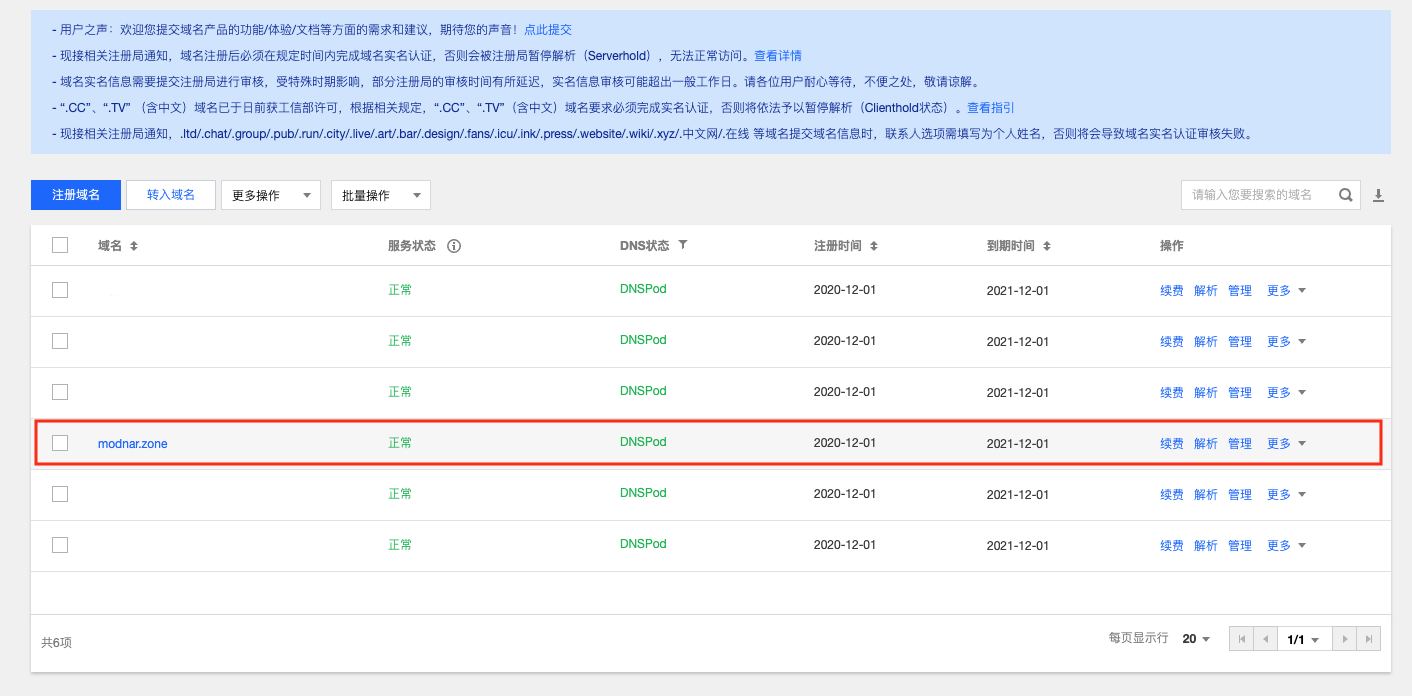 - 用户之声：欢迎您提交域名产品的功能/体验/文档等方面的需求和建议，期待您的声音！点此提交
- 现接相关注册局通知，域名注册后必须在规定时间内完成域名实名认证，否则会被注册局暂停解析（Serverhold），无法正常访问。查看详情
- 域名实名信息需要提交注册局进行审核，受特殊时期影响，部分注册局的审核时间有所延迟，实名信息审核可能超出一般工作日。请各位用户耐心等待，不便之处，敬请谅解。
- “.CC”、“.TV” （含中文）域名已于日前获工信部许可，根据相关规定，“.CC”、“.TV”（含中文）域名要求必须完成实名认证，否则将依法予以暂停解析（Clienthold状态）。查看指引
- 现接相关注册局通知，.ltd/.chat/.group/.pub/.run/.city/.live/.art/.bar/.design/.fans/.icu/.ink/.press/.website/.wiki/.xyz/.中文网/.在线 等域名提交域名信息时，联系人选项需填写为个人姓名，否则将会导致域名实名认证审核失败。
注册域名 转入域名 更多操作 批量操作 请输入您要搜索的域名
域名 服务状态 DNS状态 注册时间 到期时间 操作
正常 DNSPod 2020-12-01 2021-12-01 续费 解析 管理 更多
正常 DNSPod 2020-12-01 2021-12-01 续费 解析 管理 更多
正常 DNSPod 2020-12-01 2021-12-01 续费 解析 管理 更多
modnar.zone 正常 DNSPod 2020-12-01 2021-12-01 续费 解析 管理 更多
正常 DNSPod 2020-12-01 2021-12-01 续费 解析 管理 更多
正常 DNSPod 2020-12-01 2021-12-01 续费 解析 管理 更多
共6项 每页显示行 20 1/1